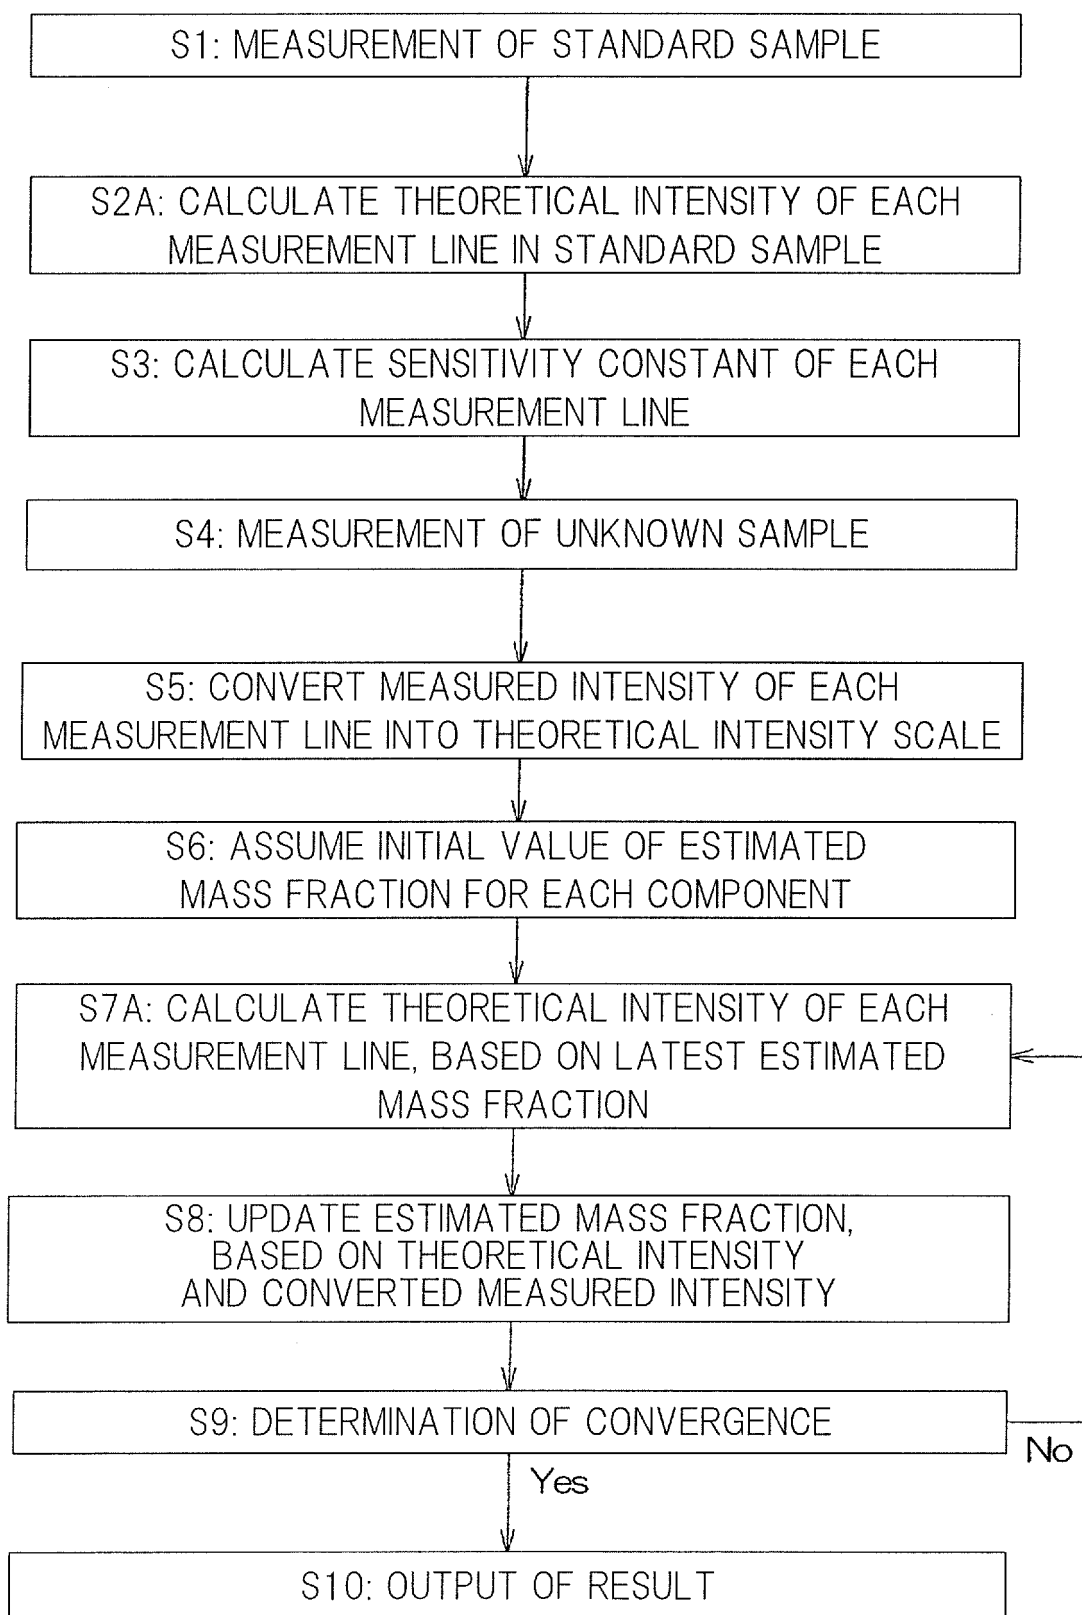 S1: MEASUREMENT OF STANDARD SAMPLE
S2A: CALCULATE THEORETICAL INTENSITY OF EACH
MEASUREMENT LINE IN STANDARD SAMPLE
S3: CALCULATE SENSITIVITY CONSTANT OF EACH
MEASUREMENT LINE
S4: MEASUREMENT OF UNKNOWN SAMPLE
S5: CONVERT MEASURED INTENSITY OF EACH
MEASUREMENT LINE INTO THEORETICAL INTENSITY SCALE
S6: ASSUME INITIAL VALUE OF ESTIMATED
MASS FRACTION FOR EACH COMPONENT
S7A: CALCULATE THEORETICAL INTENSITY OF EACH
MEASUREMENT LINE, BASED ON LATEST ESTIMATED
MASS FRACTION
S8: UPDATE ESTIMATED MASS FRACTION,
BASED ON THEORETICAL INTENSITY
AND CONVERTED MEASURED INTENSITY
S9: DETERMINATION OF CONVERGENCE
No
Yes
S10: OUTPUT OF RESULT